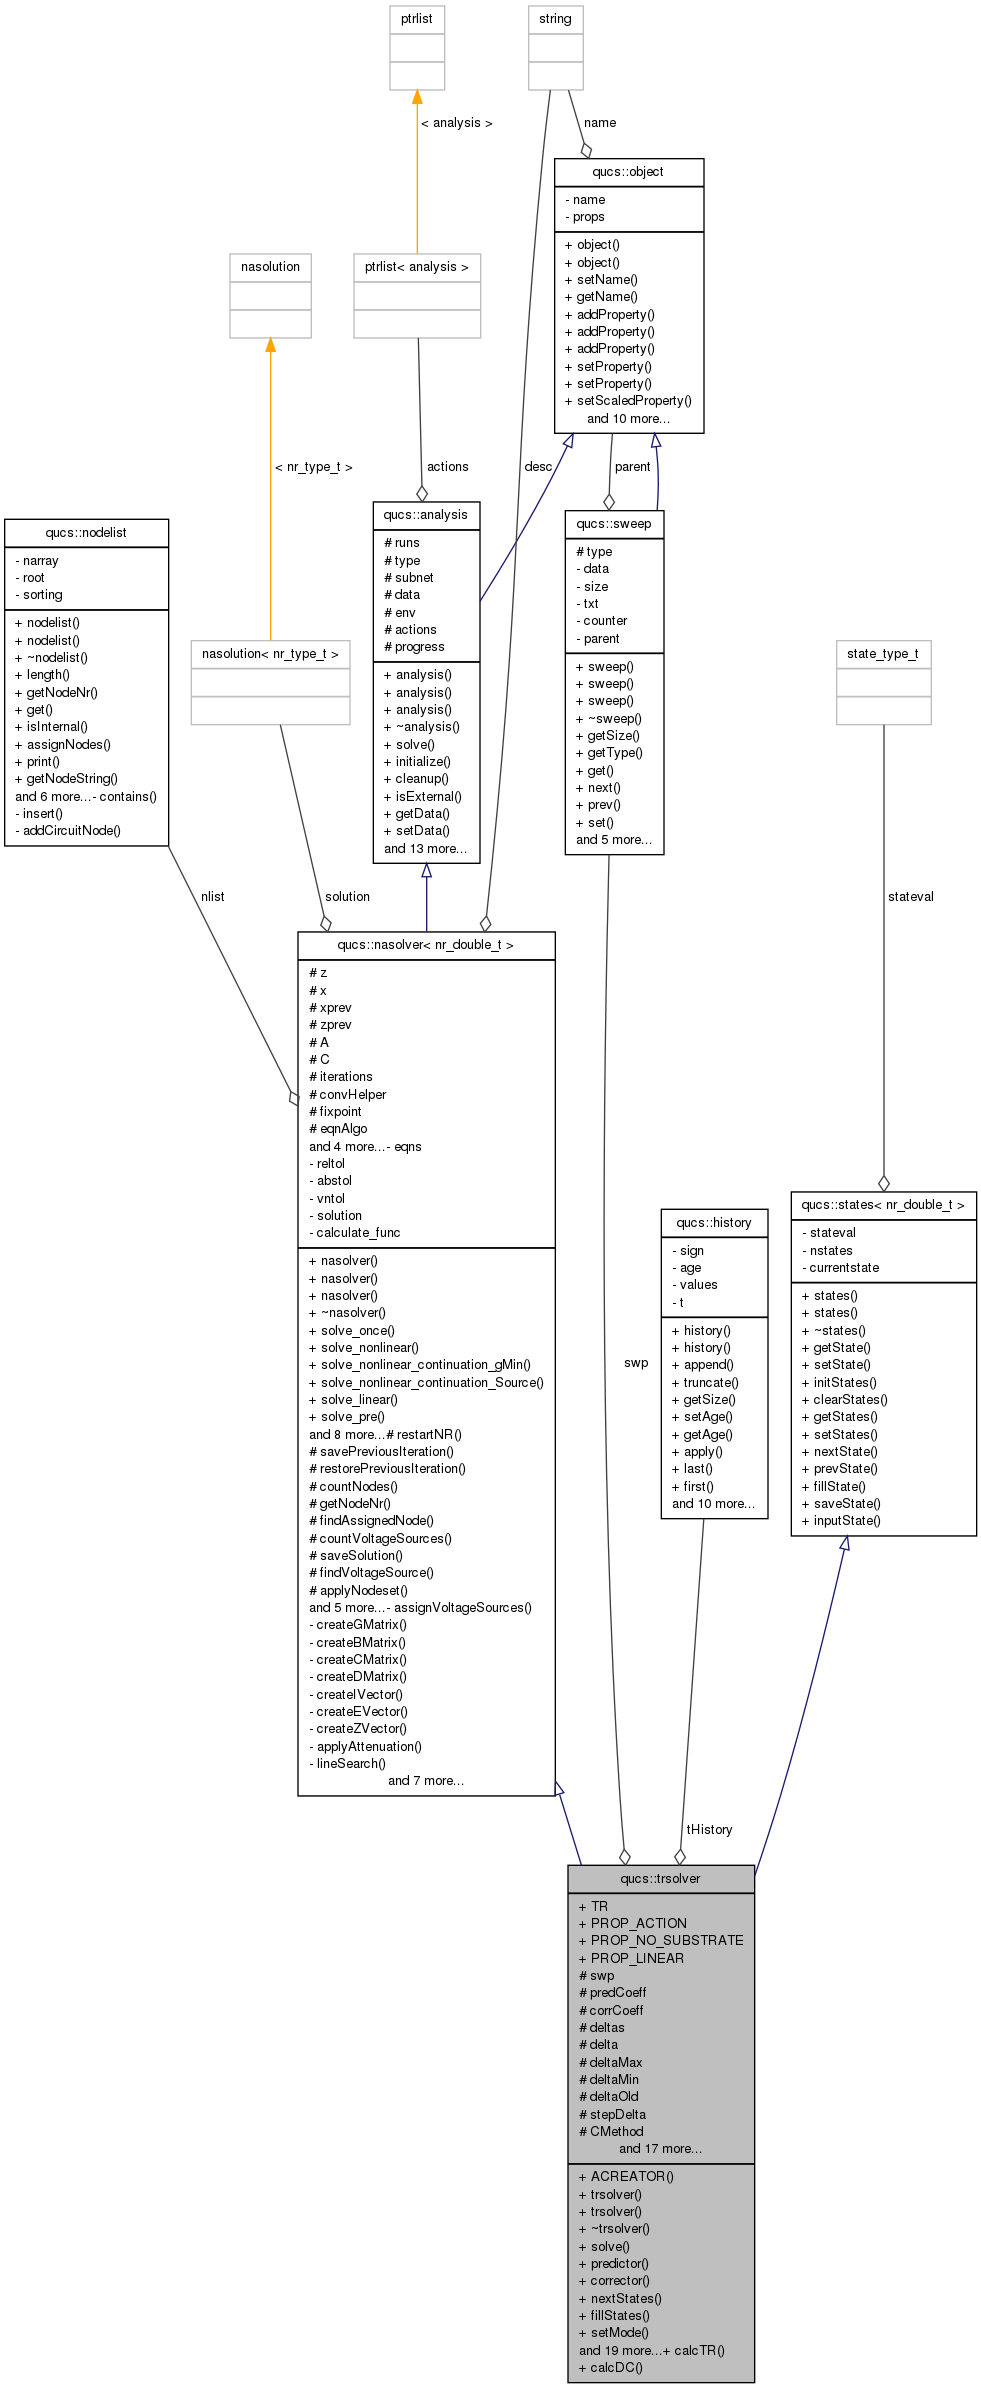 ptrlist
string
< analysis >
name
qucs::object
- name
- props
+ object()
+ object()
+ setName()
+ getName()
+ addProperty()
+ addProperty()
+ addProperty()
+ setProperty()
+ setProperty()
+ setScaledProperty()
and 10 more...
nasolution
ptrlist< analysis >
< nr_type_t >
actions
desc
parent
qucs::nodelist
- narray
- root
- sorting
+ nodelist()
+ nodelist()
+ ~nodelist()
+ length()
+ getNodeNr()
+ get()
+ isInternal()
+ assignNodes()
+ print()
+ getNodeString()
and 6 more...- contains()
- insert()
- addCircuitNode()
nasolution< nr_type_t >
qucs::analysis
# runs
# type
# subnet
# data
# env
# actions
# progress
+ analysis()
+ analysis()
+ analysis()
+ ~analysis()
+ solve()
+ initialize()
+ cleanup()
+ isExternal()
+ getData()
+ setData()
and 13 more...
qucs::sweep
# type
- data
- size
- txt
- counter
- parent
+ sweep()
+ sweep()
+ sweep()
+ ~sweep()
+ getSize()
+ getType()
+ get()
+ next()
+ prev()
+ set()
and 5 more...
state_type_t
nlist
solution
stateval
qucs::nasolver< nr_double_t >
# z
# x
# xprev
# zprev
# A
# C
# iterations
# convHelper
# fixpoint
# eqnAlgo
and 4 more...- eqns
- reltol
- abstol
- vntol
- solution
- calculate_func
+ nasolver()
+ nasolver()
+ nasolver()
+ ~nasolver()
+ solve_once()
+ solve_nonlinear()
+ solve_nonlinear_continuation_gMin()
+ solve_nonlinear_continuation_Source()
+ solve_linear()
+ solve_pre()
and 8 more...# restartNR()
# savePreviousIteration()
# restorePreviousIteration()
# countNodes()
# getNodeNr()
# findAssignedNode()
# countVoltageSources()
# saveSolution()
# findVoltageSource()
# applyNodeset()
and 5 more...- assignVoltageSources()
- createGMatrix()
- createBMatrix()
- createCMatrix()
- createDMatrix()
- createIVector()
- createEVector()
- createZVector()
- applyAttenuation()
- lineSearch()
and 7 more...
swp
qucs::history
- sign
- age
- values
- t
+ history()
+ history()
+ append()
+ truncate()
+ getSize()
+ setAge()
+ getAge()
+ apply()
+ last()
+ first()
and 10 more...
qucs::states< nr_double_t >
- stateval
- nstates
- currentstate
+ states()
+ states()
+ ~states()
+ getState()
+ setState()
+ initStates()
+ clearStates()
+ getStates()
+ setStates()
+ nextState()
+ prevState()
+ fillState()
+ saveState()
+ inputState()
tHistory
qucs::trsolver
+ TR
+ PROP_ACTION
+ PROP_NO_SUBSTRATE
+ PROP_LINEAR
# swp
# predCoeff
# corrCoeff
# deltas
# delta
# deltaMax
# deltaMin
# deltaOld
# stepDelta
# CMethod
and 17 more...
+ ACREATOR()
+ trsolver()
+ trsolver()
+ ~trsolver()
+ solve()
+ predictor()
+ corrector()
+ nextStates()
+ fillStates()
+ setMode()
and 19 more...+ calcTR()
+ calcDC()